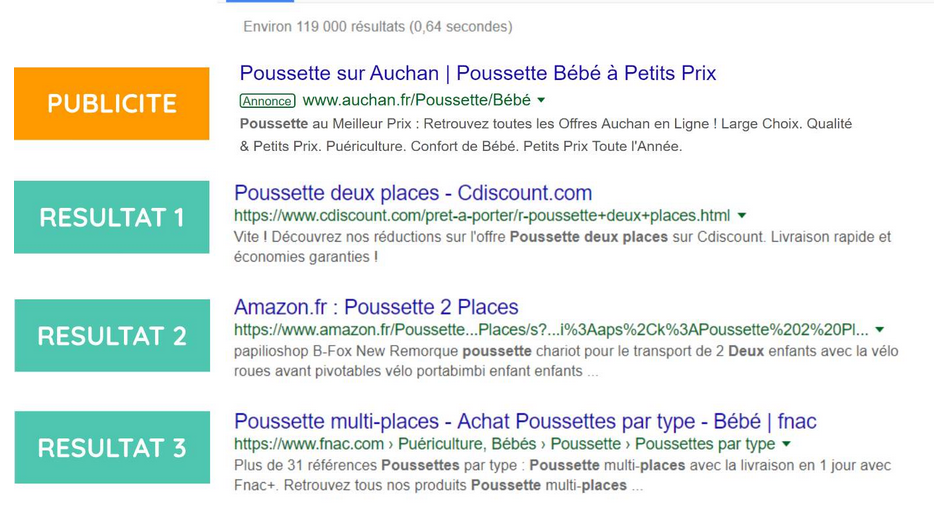 Environ 119 000 résultats (0,64 secondes)
PUBLICITE
Poussette sur Auchan | Poussette Bébé à Petits Prix
Annonce www.auchan.fr/Poussette/Bébé
Poussette au Meilleur Prix : Retrouvez toutes les Offres Auchan en Ligne ! Large Choix. Qualité
& Petits Prix. Puériculture. Confort de Bébé. Petits Prix Toute l'Année.
RESULTAT 1
Poussette deux places - Cdiscount.com
https://www.cdiscount.com/pret-a-porter/r-poussette+deux+places.html
Vite ! Découvrez nos réductions sur l'offre Poussette deux places sur Cdiscount. Livraison rapide et
économies garanties !
RESULTAT 2
Amazon.fr : Poussette 2 Places
https://www.amazon.fr/Poussette...Places/s?...i%3Aaps%2Ck%3APoussette%202%20Pl...
papilioshop B-Fox New Remorque poussette chariot pour le transport de 2 Deux enfants avec la vélo
roues avant pivotables vélo portabimbi enfant enfants ...
RESULTAT 3
Poussette multi-places - Achat Poussettes par type - Bébé | fnac
https://www.fnac.com › Puériculture, Bébés › Poussette › Poussettes par type
Plus de 31 références Poussettes par type : Poussette multi-places avec la livraison en 1 jour avec
Fnac+. Retrouvez tous nos produits Poussette multi-places ...